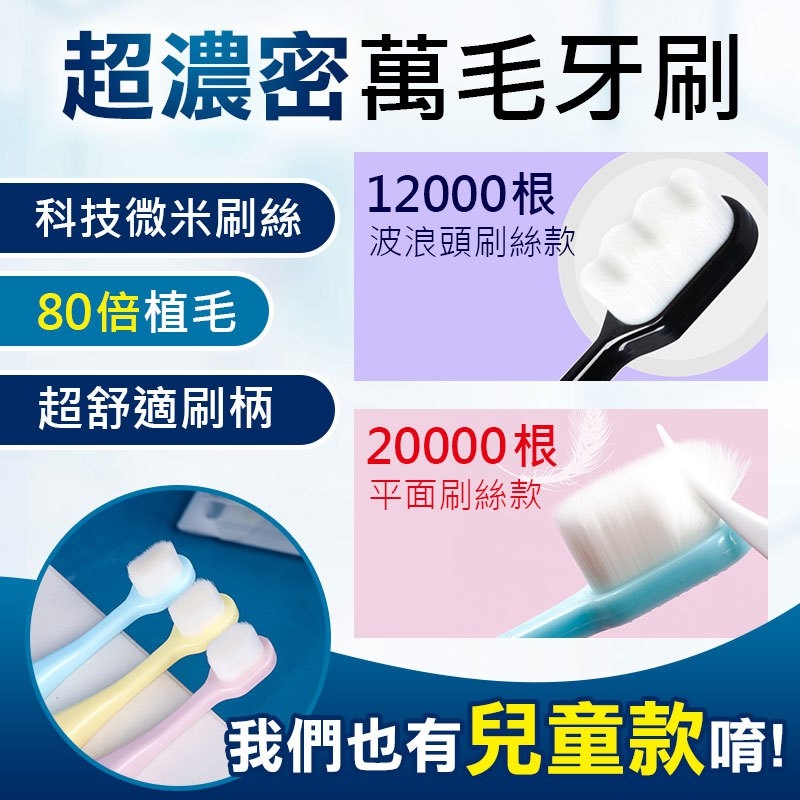 超濃密萬毛牙刷
科技微米刷絲
80倍植毛
超舒適刷柄
12000根
波浪頭刷絲款
20000根
平面刷絲款
我們也有兒童款唷!